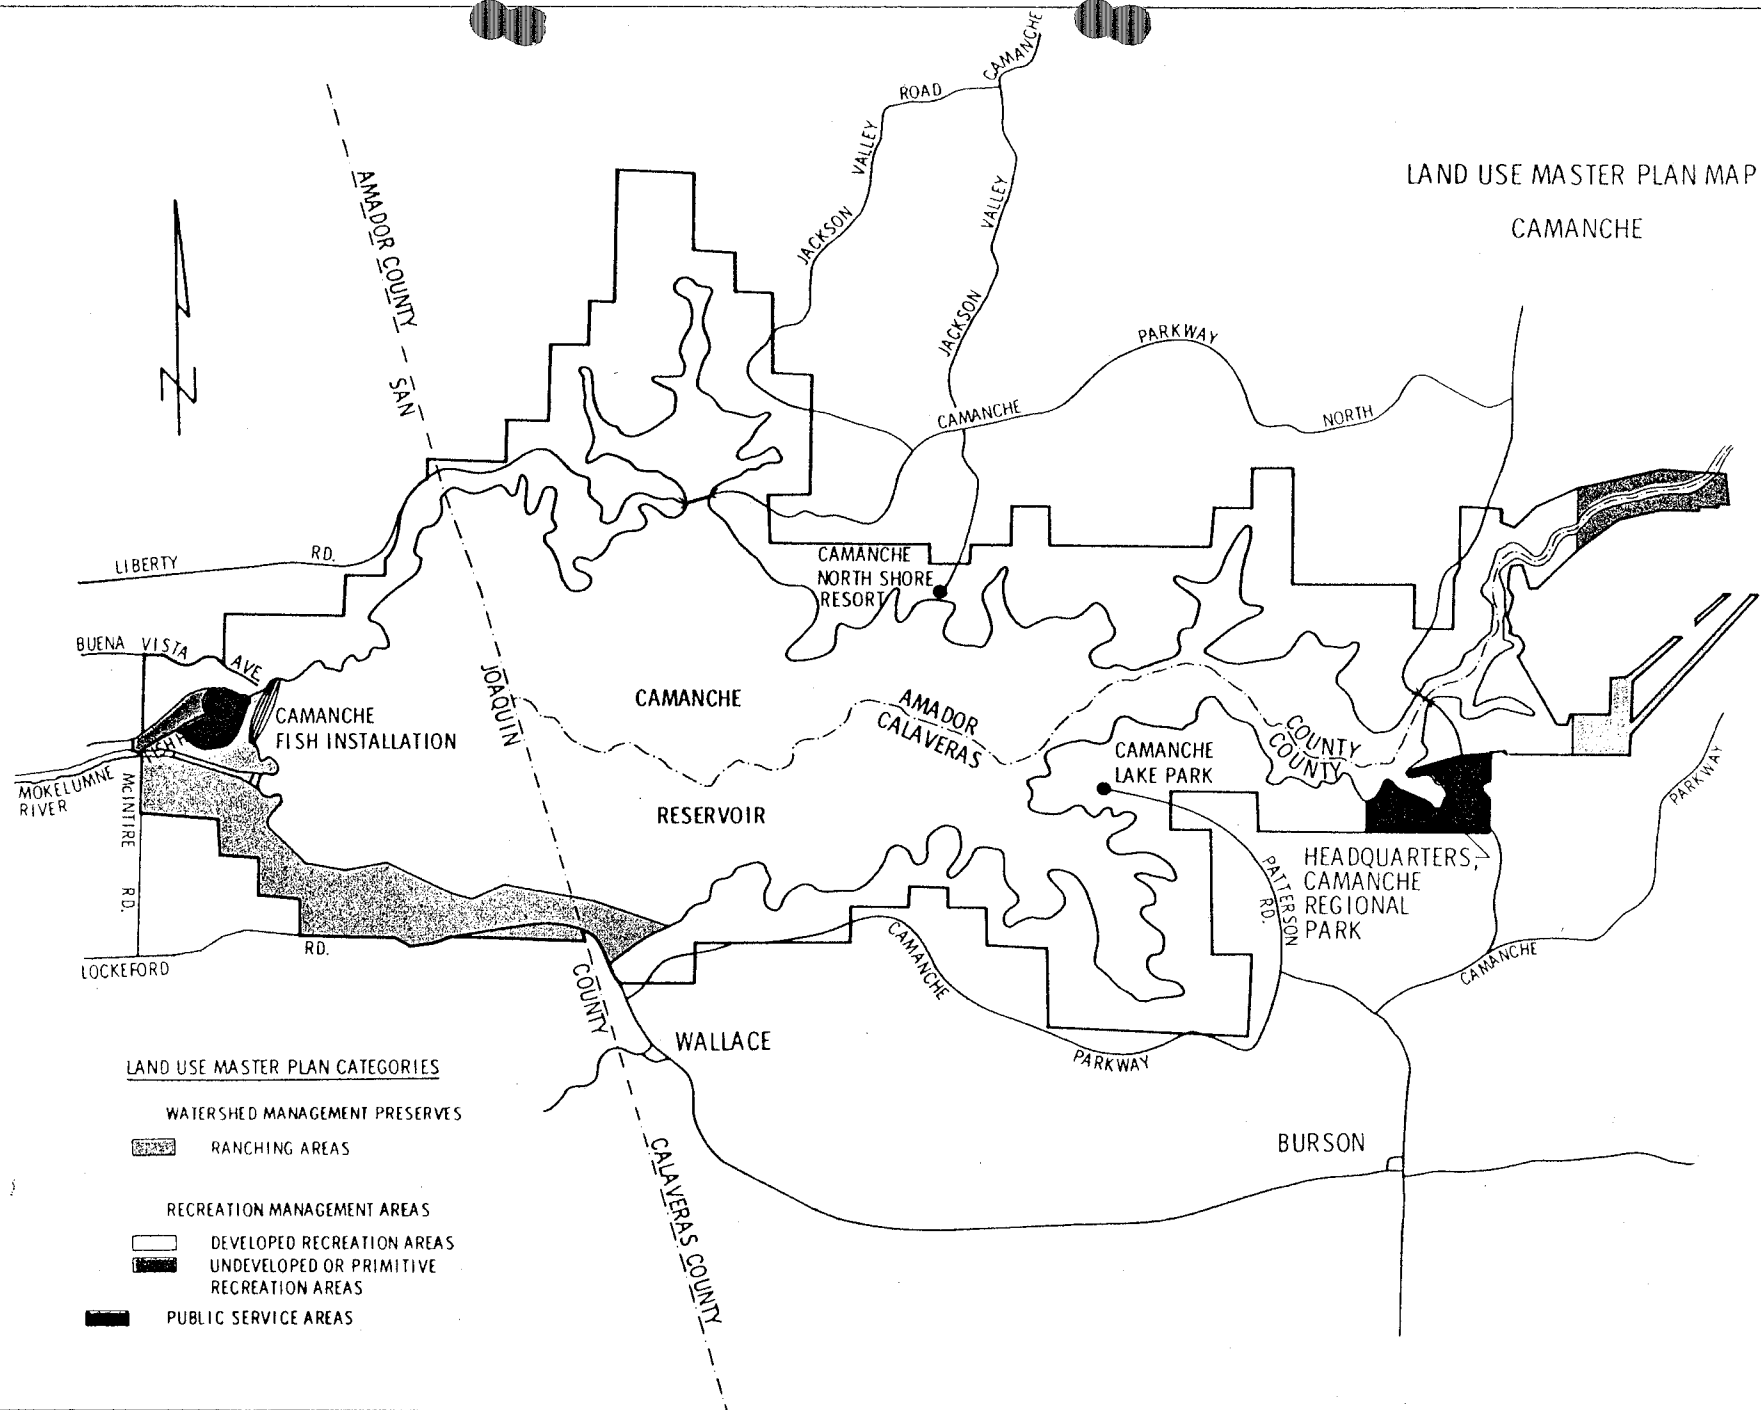 LAND USE MASTER PLAN MAP
CAMANCHE
CAMANCHE
ROAD
VALLEY
JACKSON
VALLEY
JACKSON
AMADOR COUNTY
SAN
JOAQUIN
COUNTY
CALAVERAS COUNTY
PARKWAY
CAMANCHE
NORTH
LIBERTY RD.
CAMANCHE
NORTH SHORE
RESORT
BUENA VISTA AVE.
CAMANCHE
FISH INSTALLATION
MOKELUMNE
RIVER
McINTIRE RD.
LOCKEFORD RD.
CAMANCHE
RESERVOIR
AMADOR COUNTY
CALAVERAS COUNTY
CAMANCHE
LAKE PARK
PATTERSON
RD.
HEADQUARTERS,
CAMANCHE
REGIONAL
PARK
PARKWAY
CAMANCHE
CAMANCHE
PARKWAY
WALLACE
BURSON
LAND USE MASTER PLAN CATEGORIES
WATERSHED MANAGEMENT PRESERVES
RANCHING AREAS
RECREATION MANAGEMENT AREAS
DEVELOPED RECREATION AREAS
UNDEVELOPED OR PRIMITIVE
RECREATION AREAS
PUBLIC SERVICE AREAS